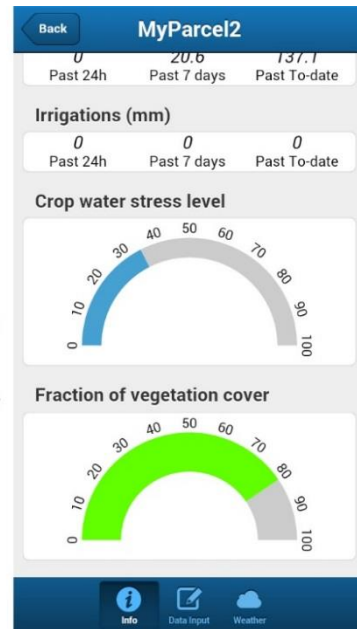 Back MyParcel2
0 20.6 137.1
Past 24h Past 7 days Past To-date
Irrigations (mm)
0 0 0
Past 24h Past 7 days Past To-date
Crop water stress level
0 10 20 30 40 50 60 70 80 90 100
Fraction of vegetation cover
0 10 20 30 40 50 60 70 80 90 100
Info Data Input Weather